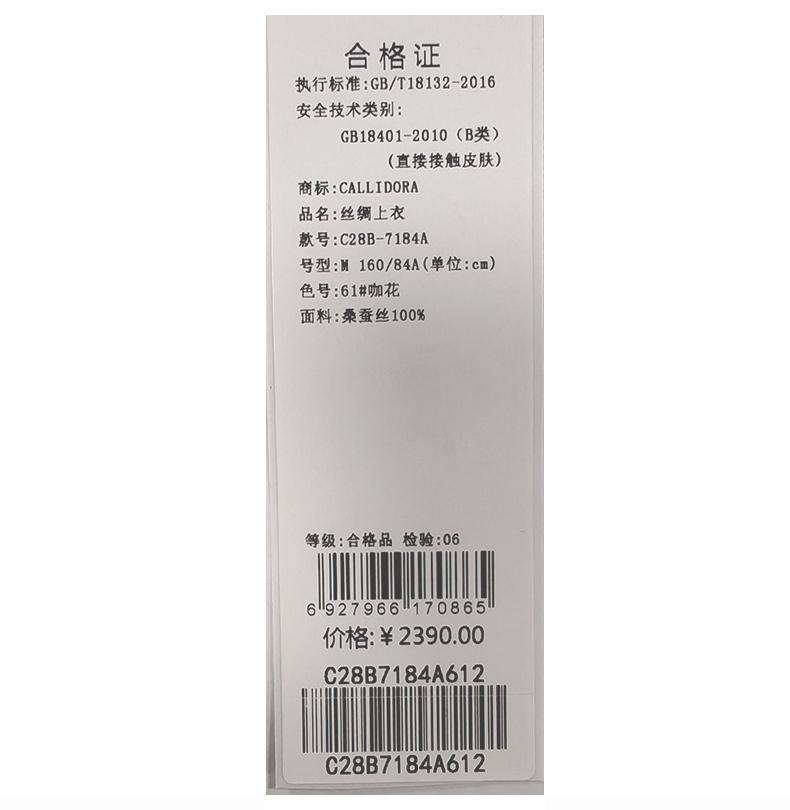 合格证
执行标准:GB/T18132-2016
安全技术类别:
GB18401-2010（B类）
(直接接触皮肤)
商标:CALLIDORA
品名:丝绸上衣
款号:C28B-7184A
号型:M 160/84A(单位:cm)
色号:61#咖花
面料:桑蚕丝100%
等级:合格品 检验:06
6 927966 170865
价格:￥2390.00
C28B7184A612
C28B7184A612